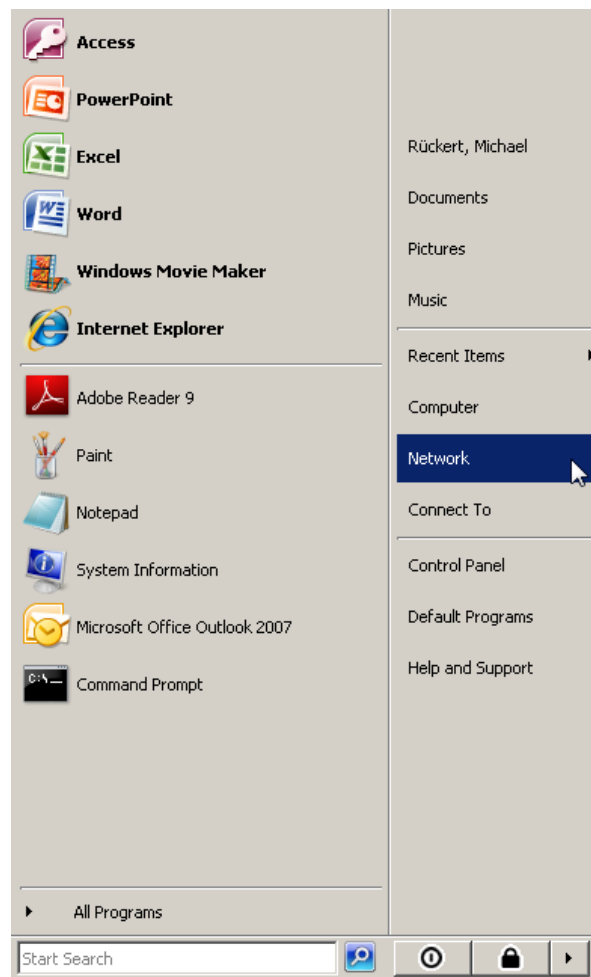 Access
PowerPoint
Excel
Word
Windows Movie Maker
Internet Explorer
Adobe Reader 9
Paint
Notepad
System Information
Microsoft Office Outlook 2007
C:\
Command Prompt
All Programs
Start Search
Rückert, Michael
Documents
Pictures
Music
Recent Items
Computer
Network
Connect To
Control Panel
Default Programs
Help and Support